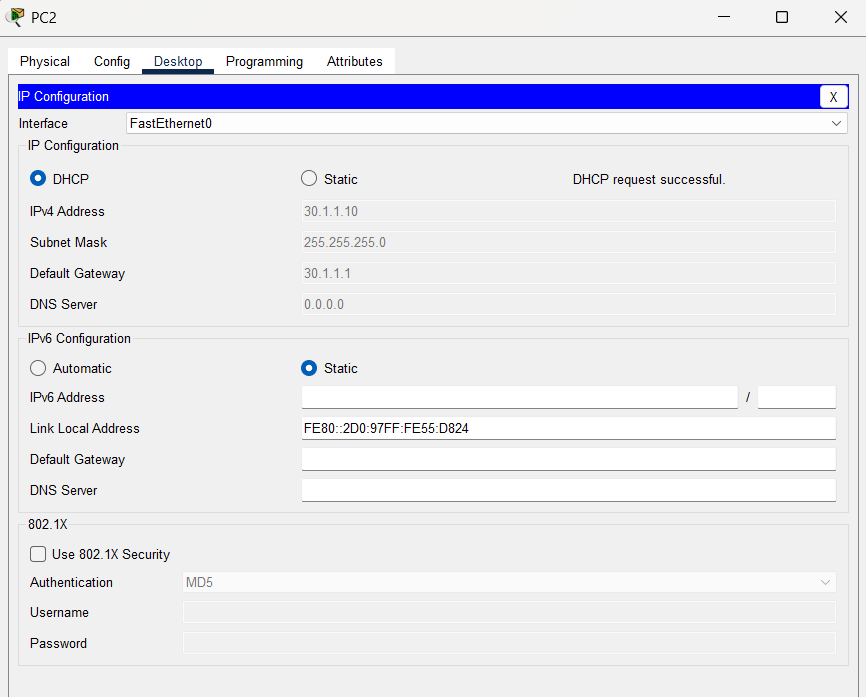 PC2
Physical Config Desktop Programming Attributes
IP Configuration X
Interface FastEthernet0
IP Configuration
DHCP Static DHCP request successful.
IPv4 Address 30.1.1.10
Subnet Mask 255.255.255.0
Default Gateway 30.1.1.1
DNS Server 0.0.0.0
IPv6 Configuration
Automatic Static
IPv6 Address /
Link Local Address FE80::2D0:97FF:FE55:D824
Default Gateway
DNS Server
802.1X
Use 802.1X Security
Authentication MD5
Username
Password